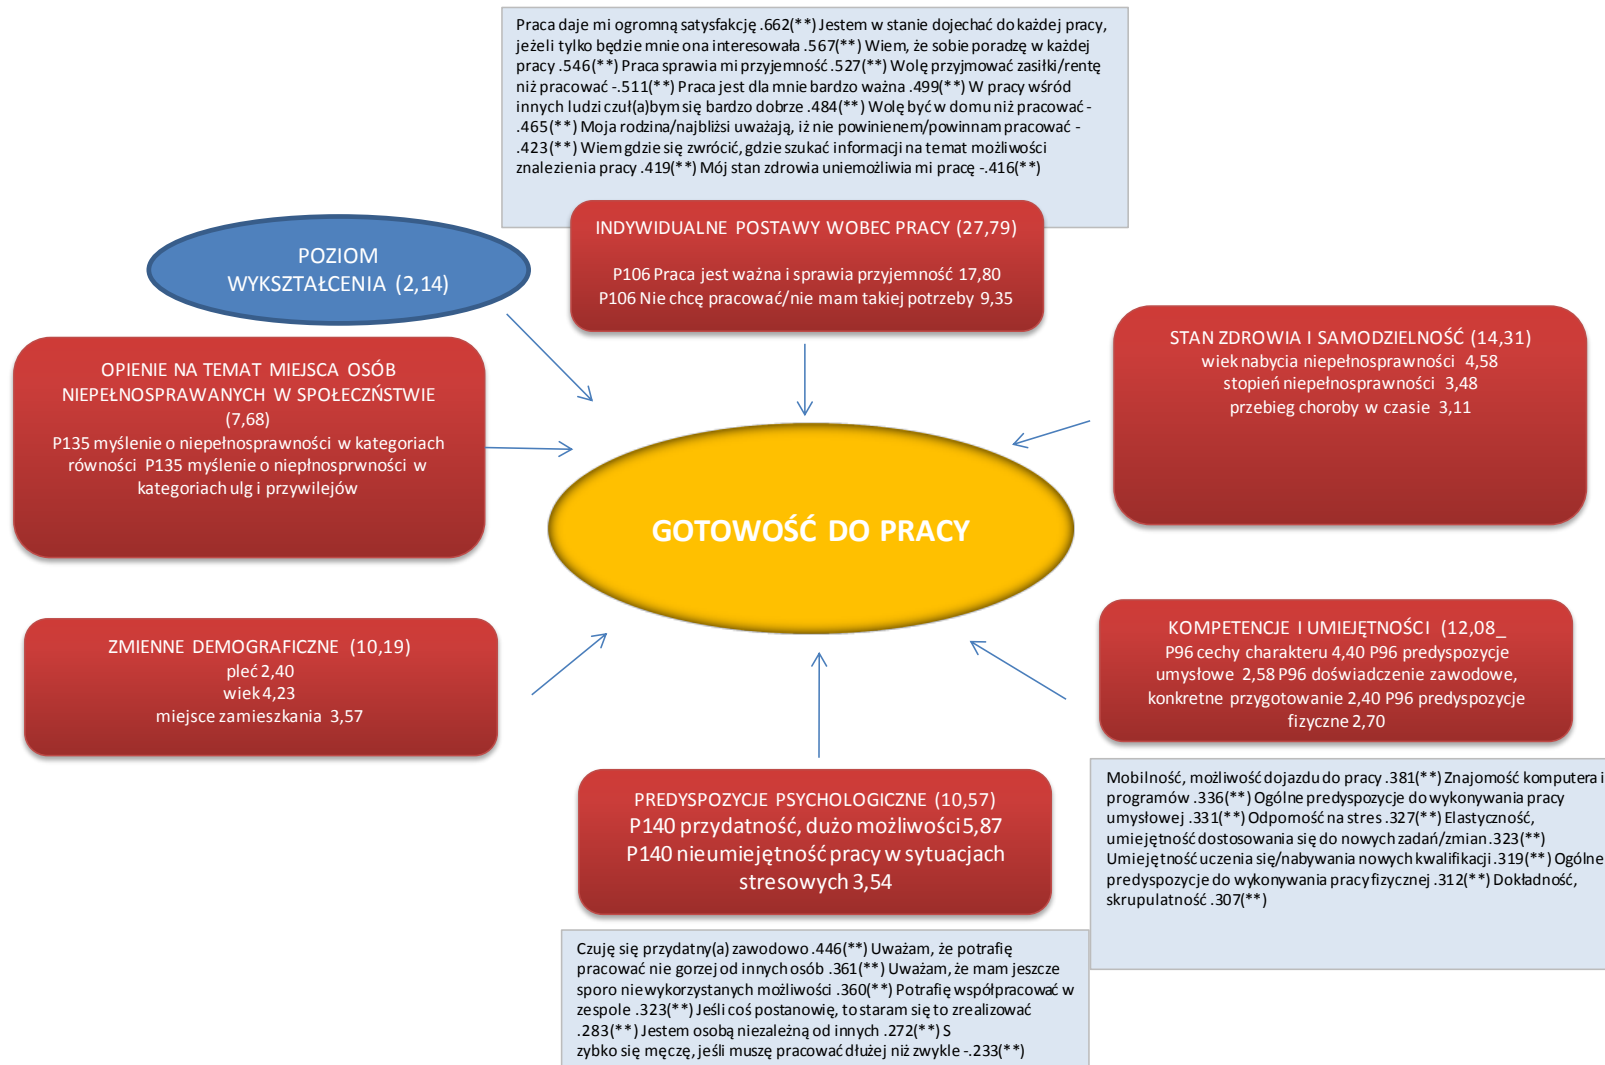 Praca daje mi ogromną satysfakcję .662(**) Jestem w stanie dojechać do każdej pracy,
jeżeli tylko będzie mnie ona interesowała .567(**) Wiem, że sobie poradzę w każdej
pracy .546(**) Praca sprawia mi przyjemność .527(**) Wolę przyjmować zasiłki/rentę
niż pracować -.511(**) Praca jest dla mnie bardzo ważna .499(**) W pracy wśród
innych ludzi czuł(a)bym się bardzo dobrze .484(**) Wolę być w domu niż pracować -
.465(**) Moja rodzina/najbliżsi uważają, iż nie powinienem/powinnam pracować -
.423(**) Wiem gdzie się zwrócić, gdzie szukać informacji na temat możliwości
znalezienia pracy .419(**) Mój stan zdrowia uniemożliwia mi pracę -.416(**)
INDYWIDUALNE POSTAWY WOBEC PRACY (27,79)
P106 Praca jest ważna i sprawia przyjemność 17,80
P106 Nie chcę pracować/nie mam takiej potrzeby 9,35
POZIOM
WYKSZTAŁCENIA (2,14)
STAN ZDROWIA I SAMODZIELNOŚĆ (14,31)
wiek nabycia niepełnosprawności 4,58
stopień niepełnosprawności 3,48
przebieg choroby w czasie 3,11
OPIENIE NA TEMAT MIEJSCA OSÓB
NIEPEŁNOSPRAWANYCH W SPOŁECZŃSTWIE
(7,68)
P135 myślenie o niepełnosprawności w kategoriach
równości P135 myślenie o niepłnosprwności w
kategoriach ulg i przywilejów
GOTOWOŚĆ DO PRACY
ZMIENNE DEMOGRAFICZNE (10,19)
płeć 2,40
wiek 4,23
miejsce zamieszkania 3,57
KOMPETENCJE I UMIEJĘTNOŚCI (12,08_
P96 cechy charakteru 4,40 P96 predyspozycje
umysłowe 2,58 P96 doświadczenie zawodowe,
konkretne przygotowanie 2,40 P96 predyspozycje
fizyczne 2,70
PREDYSPOZYCJE PSYCHOLOGICZNE (10,57)
P140 przydatność, dużo możliwości 5,87
P140 nieumiejętność pracy w sytuacjach
stresowych 3,54
Mobilność, możliwość dojazdu do pracy .381(**) Znajomość komputera i
programów .336(**) Ogólne predyspozycje do wykonywania pracy
umysłowej .331(**) Odporność na stres .327(**) Elastyczność,
umiejętność dostosowania się do nowych zadań/zmian .323(**)
Umiejętność uczenia się/nabywania nowych kwalifikacji .319(**) Ogólne
predyspozycje do wykonywania pracy fizycznej .312(**) Dokładność,
skrupulatność .307(**)
Czuję się przydatny(a) zawodowo .446(**) Uważam, że potrafię
pracować nie gorzej od innych osób .361(**) Uważam, że mam jeszcze
sporo niewykorzystanych możliwości .360(**) Potrafię współpracować w
zespole .323(**) Jeśli coś postanowię, to staram się to zrealizować
.283(**) Jestem osobą niezależną od innych .272(**) S
zybko się męczę, jeśli muszę pracować dłużej niż zwykle -.233(**)